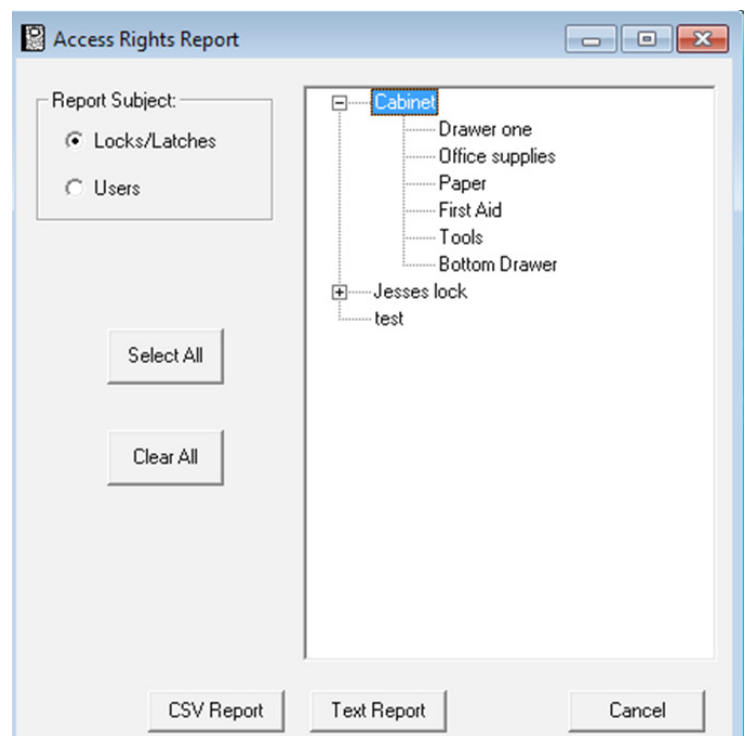 Access Rights Report
Report Subject:
Locks/Latches
Users
Select All
Clear All
Cabinet
Drawer one
Office supplies
Paper
First Aid
Tools
Bottom Drawer
Jesses lock
test
CSV Report
Text Report
Cancel